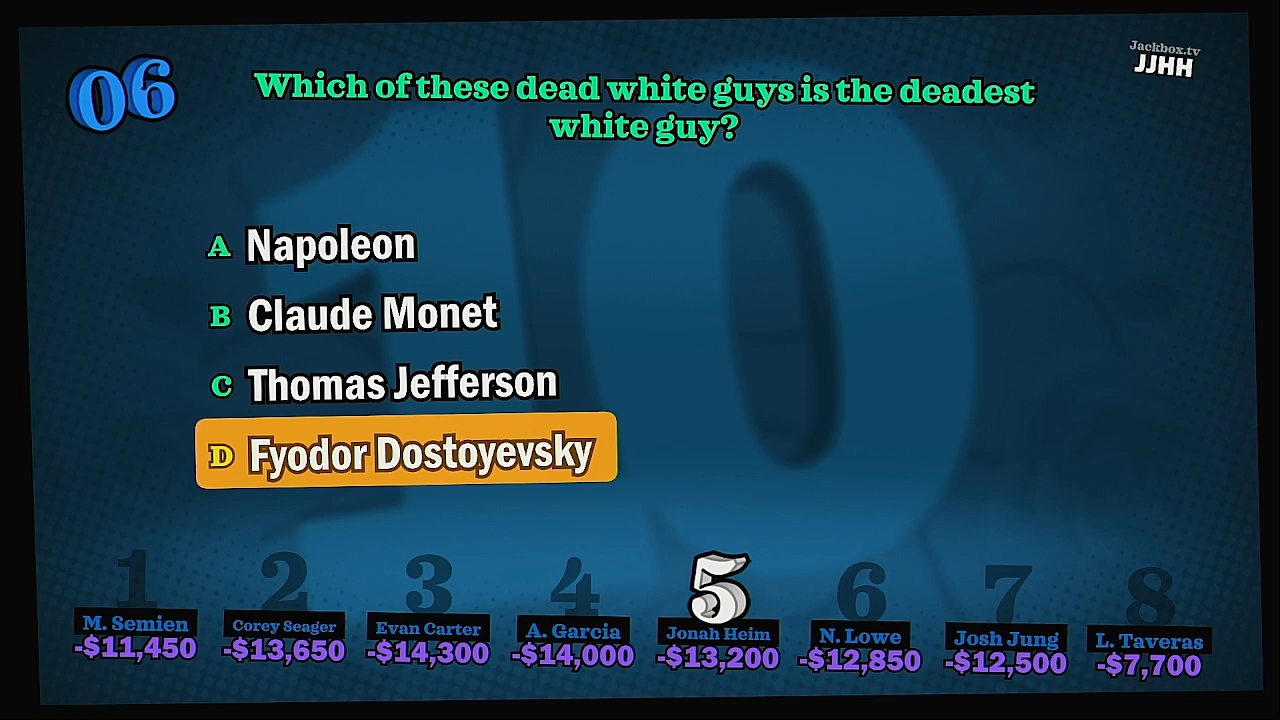 06
Which of these dead white guys is the deadest
white guy?
Jackbox.tv
JJHH
10
A Napoleon
B Claude Monet
C Thomas Jefferson
D Fyodor Dostoyevsky
1 2 3 4 5 6 7 8
M. Semien Corey Seager Evan Carter A. Garcia Jonah Heim N. Lowe Josh Jung L. Taveras
-$11,450 -$13,650 -$14,300 -$14,000 -$13,200 -$12,850 -$12,500 -$7,700